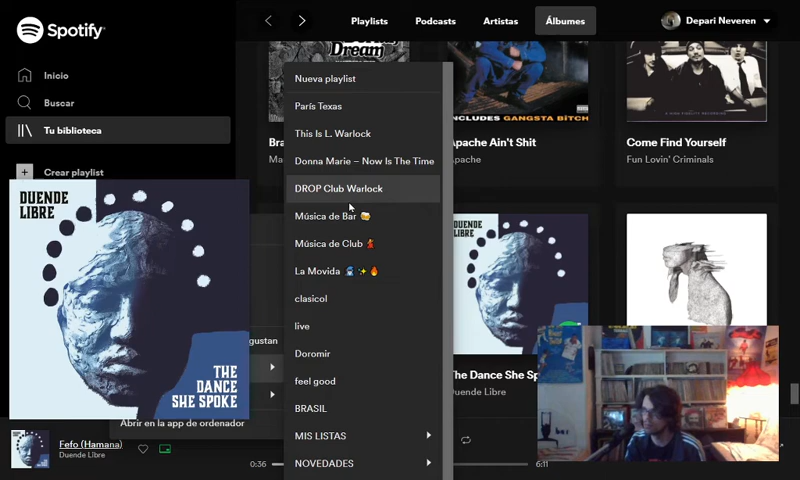 Spotify
Playlists
Podcasts
Artistas
Álbumes
Depari Neveren
Inicio
Buscar
Tu biblioteca
Crear playlist
Dream
INCLUDES GANGSTA BITCH
Apache Ain't Shit
Apache
Come Find Yourself
Fun Lovin' Criminals
Nueva playlist
París Texas
This Is L. Warlock
Donna Marie – Now Is The Time
DROP Club Warlock
Música de Bar 🍻
Música de Club 💃
La Movida
clasicol
live
Doromir
feel good
BRASIL
MIS LISTAS
NOVEDADES
DUENDE
LIBRE
THE
DANCE
SHE SPOKE
DUENDE
LIBRE
The Dance She Sp
Duende Libre
gustan
Abrir en la app de ordenador
Fefo (Hamana)
Duende Libre
0:36
6:11